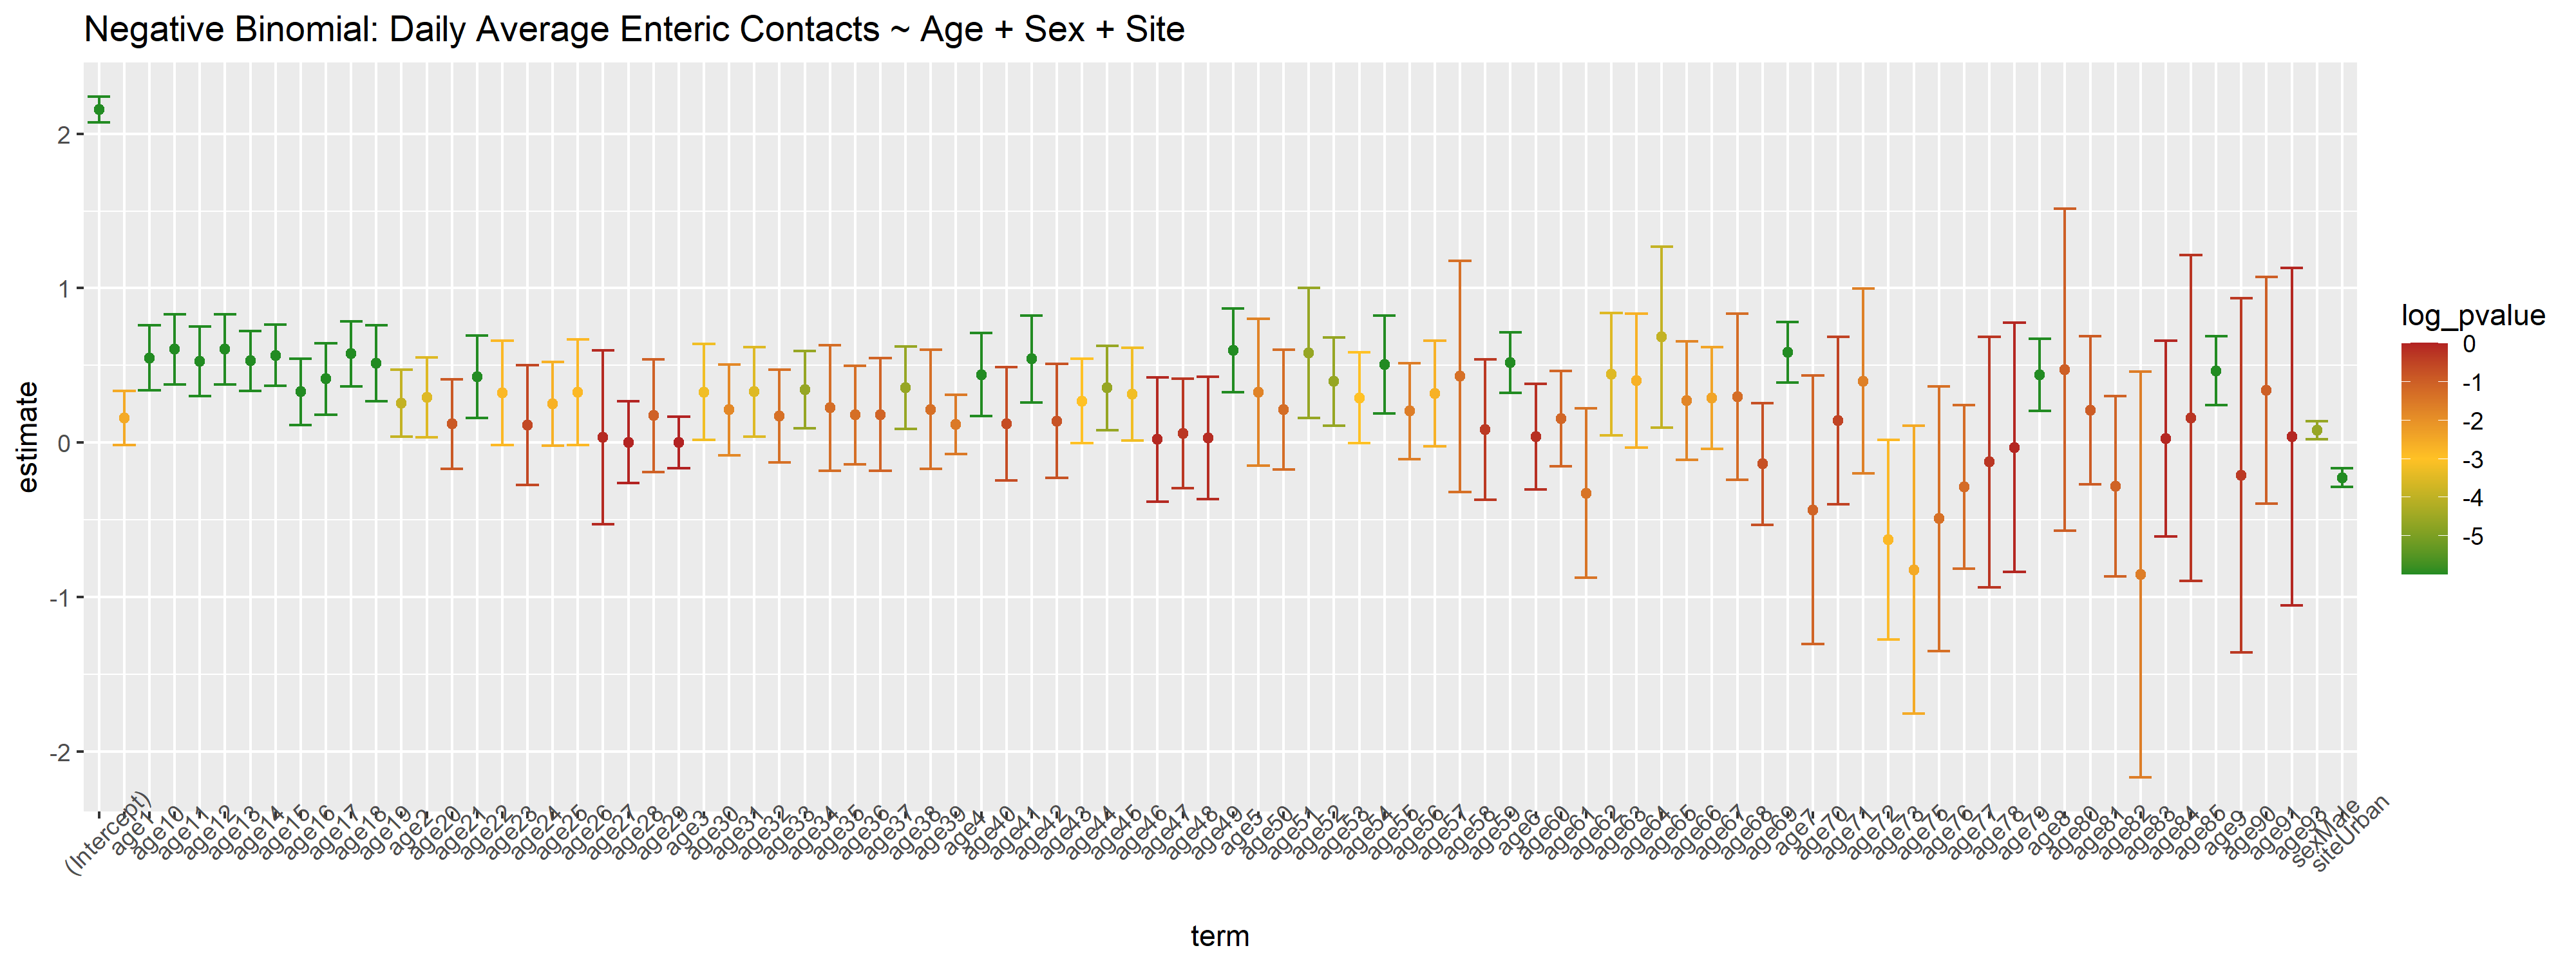 Negative Binomial: Daily Average Enteric Contacts ~ Age + Sex + Site
estimate
2
1
0
-1
-2
(Intercept)
age1
age10
age11
age12
age13
age14
age15
age16
age17
age18
age19
age2
age20
age21
age22
age23
age24
age25
age26
age27
age28
age29
age3
age30
age31
age32
age33
age34
age35
age36
age37
age38
age39
age4
age40
age41
age42
age43
age44
age45
age46
age47
age48
age49
age5
age50
age51
age52
age53
age54
age55
age56
age57
age58
age59
age6
age60
age61
age62
age63
age64
age65
age66
age67
age68
age69
age7
age70
age71
age72
age73
age75
age76
age77
age78
age79
age8
age80
age81
age82
age83
age84
age85
age9
age90
age91
age93
sexMale
siteUrban
term
log_pvalue
0
-1
-2
-3
-4
-5